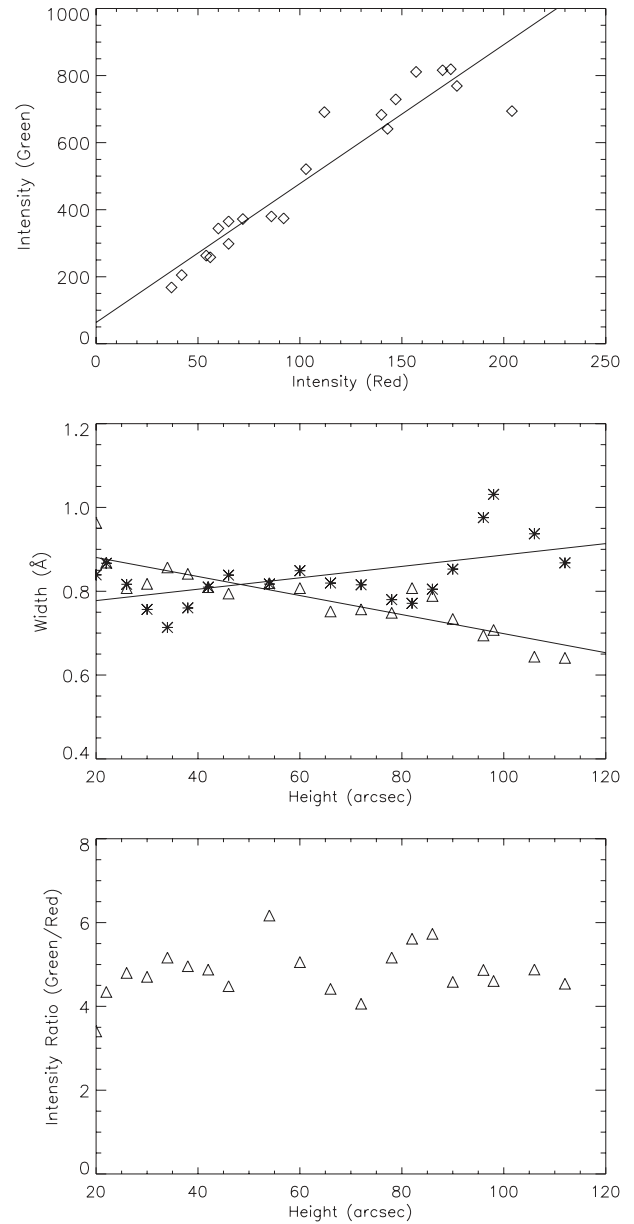 1000
800
600
400
200
0
Intensity (Green)
0 50 100 150 200 250
Intensity (Red)
1.2
1.0
0.8
0.6
0.4
Width (Å)
20 40 60 80 100 120
Height (arcsec)
8
6
4
2
0
Intensity Ratio (Green/Red)
20 40 60 80 100 120
Height (arcsec)